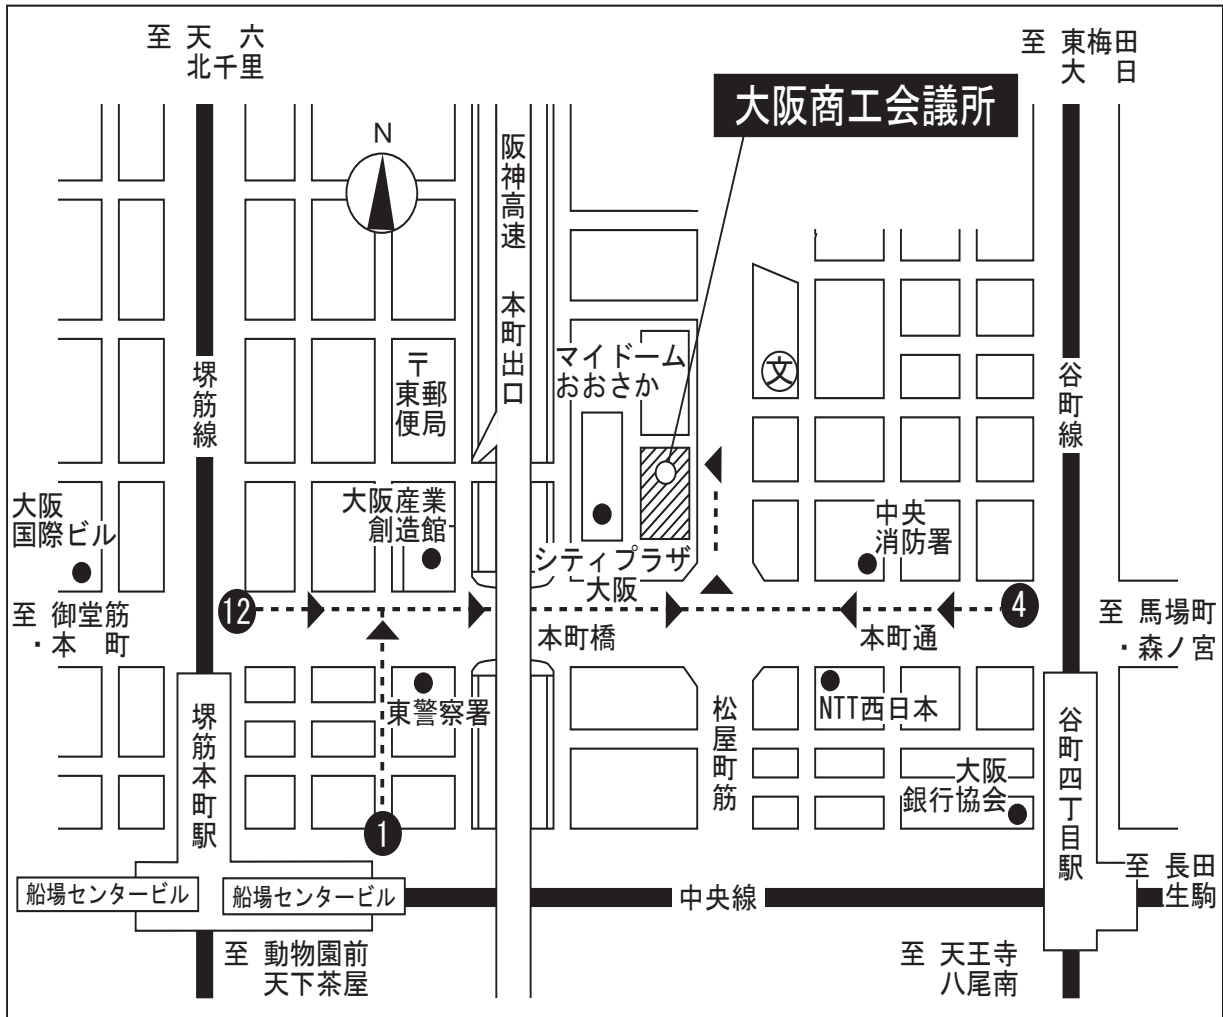 至 天 六
北千里
至 東梅田
大 日
大阪商工会議所
N
阪神高速 本町出口
堺筋線
〒
東郵
便局
マイドーム
おおさか
文
谷町線
大阪
国際ビル
大阪産業
創造館
シティプラザ
大阪
中央
消防署
12
4
至 御堂筋
・本 町
本町橋
本町通
至 馬場町
・森ノ宮
東警察署
松屋町筋
NTT西日本
堺筋本町駅
谷町四丁目駅
大阪
銀行協会
1
船場センタービル
船場センタービル
中央線
至 長田
生駒
至 動物園前
天下茶屋
至 天王寺
八尾南